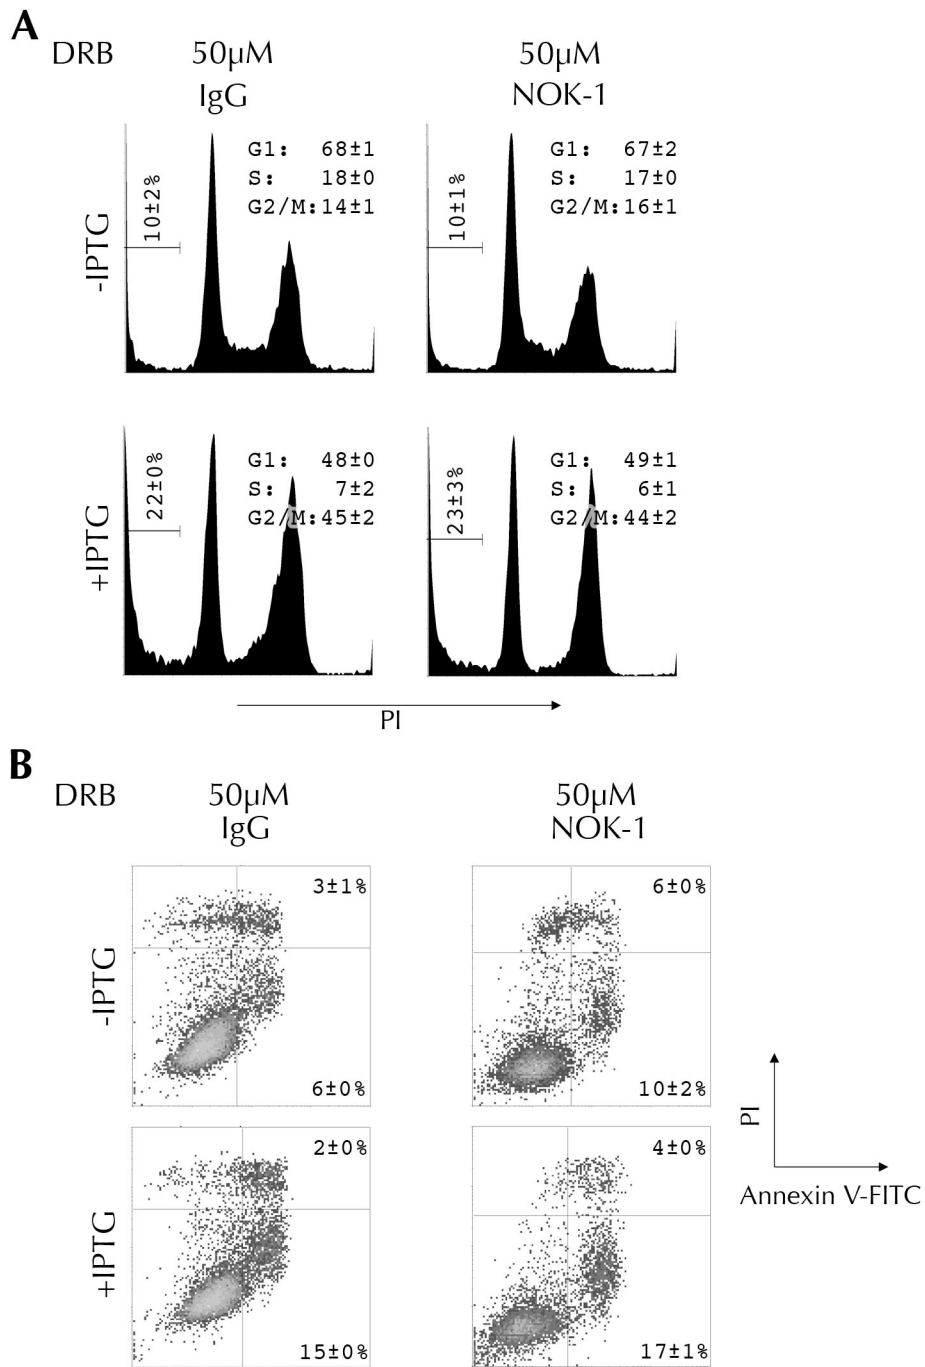 A
DRB 50µM 50µM
IgG NOK-1
-IPTG
10±2%
G1: 68±1
S: 18±0
G2/M:14±1
10±1%
G1: 67±2
S: 17±0
G2/M:16±1
+IPTG
22±0%
G1: 48±0
S: 7±2
G2/M:45±2
23±3%
G1: 49±1
S: 6±1
G2/M:44±2
PI
B
DRB 50µM 50µM
IgG NOK-1
-IPTG
3±1%
6±0%
6±0%
10±2%
+IPTG
2±0%
15±0%
4±0%
17±1%
PI
Annexin V-FITC